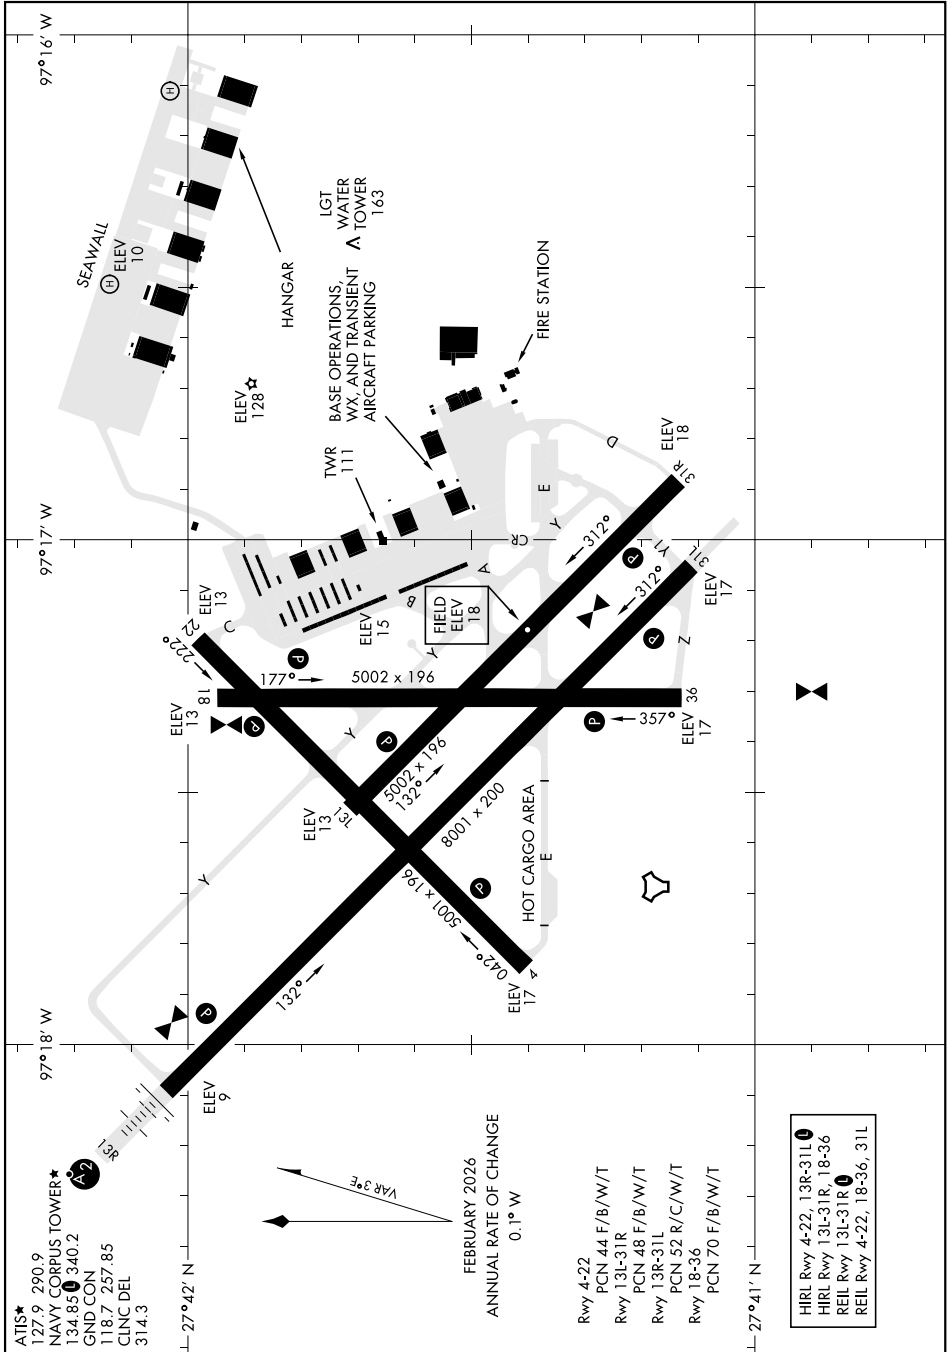 ATIS★
127.9 290.9
NAVY CORPUS TOWER★
134.85 L 340.2
GND CON
118.7 257.85
CLNC DEL
314.3
A2
13R
97°18' W
97°17' W
97°16' W
27°42' N
27°41' N
SEAWALL
H
ELEV
10
H
HANGAR
LGT
WATER
TOWER
163
ELEV
128
BASE OPERATIONS,
WX, AND TRANSIENT
AIRCRAFT PARKING
FIRE STATION
TWR
111
ELEV
13
22
222°
C
ELEV
15
B
A
FIELD
ELEV
18
CR
Y
E
D
ELEV
18
31R
312°
Y1
31L
312°
ELEV
17
Z
P
P
P
P
P
P
P
P
ELEV
13
18
177°
5002 x 196
36
357°
ELEV
17
Y
Y
Y
ELEV
13
13L
5002 x 196
132°
8001 x 200
5001 x 196
042°
4
ELEV
17
HOT CARGO AREA
E
132°
ELEV
9
VAR 3°E
FEBRUARY 2026
ANNUAL RATE OF CHANGE
0.1° W
Rwy 4-22
PCN 44 F/B/W/T
Rwy 13L-31R
PCN 48 F/B/W/T
Rwy 13R-31L
PCN 52 R/C/W/T
Rwy 18-36
PCN 70 F/B/W/T
HIRL Rwy 4-22, 13R-31L L
HIRL Rwy 13L-31R, 18-36
REIL Rwy 13L-31R L
REIL Rwy 4-22, 18-36, 31L